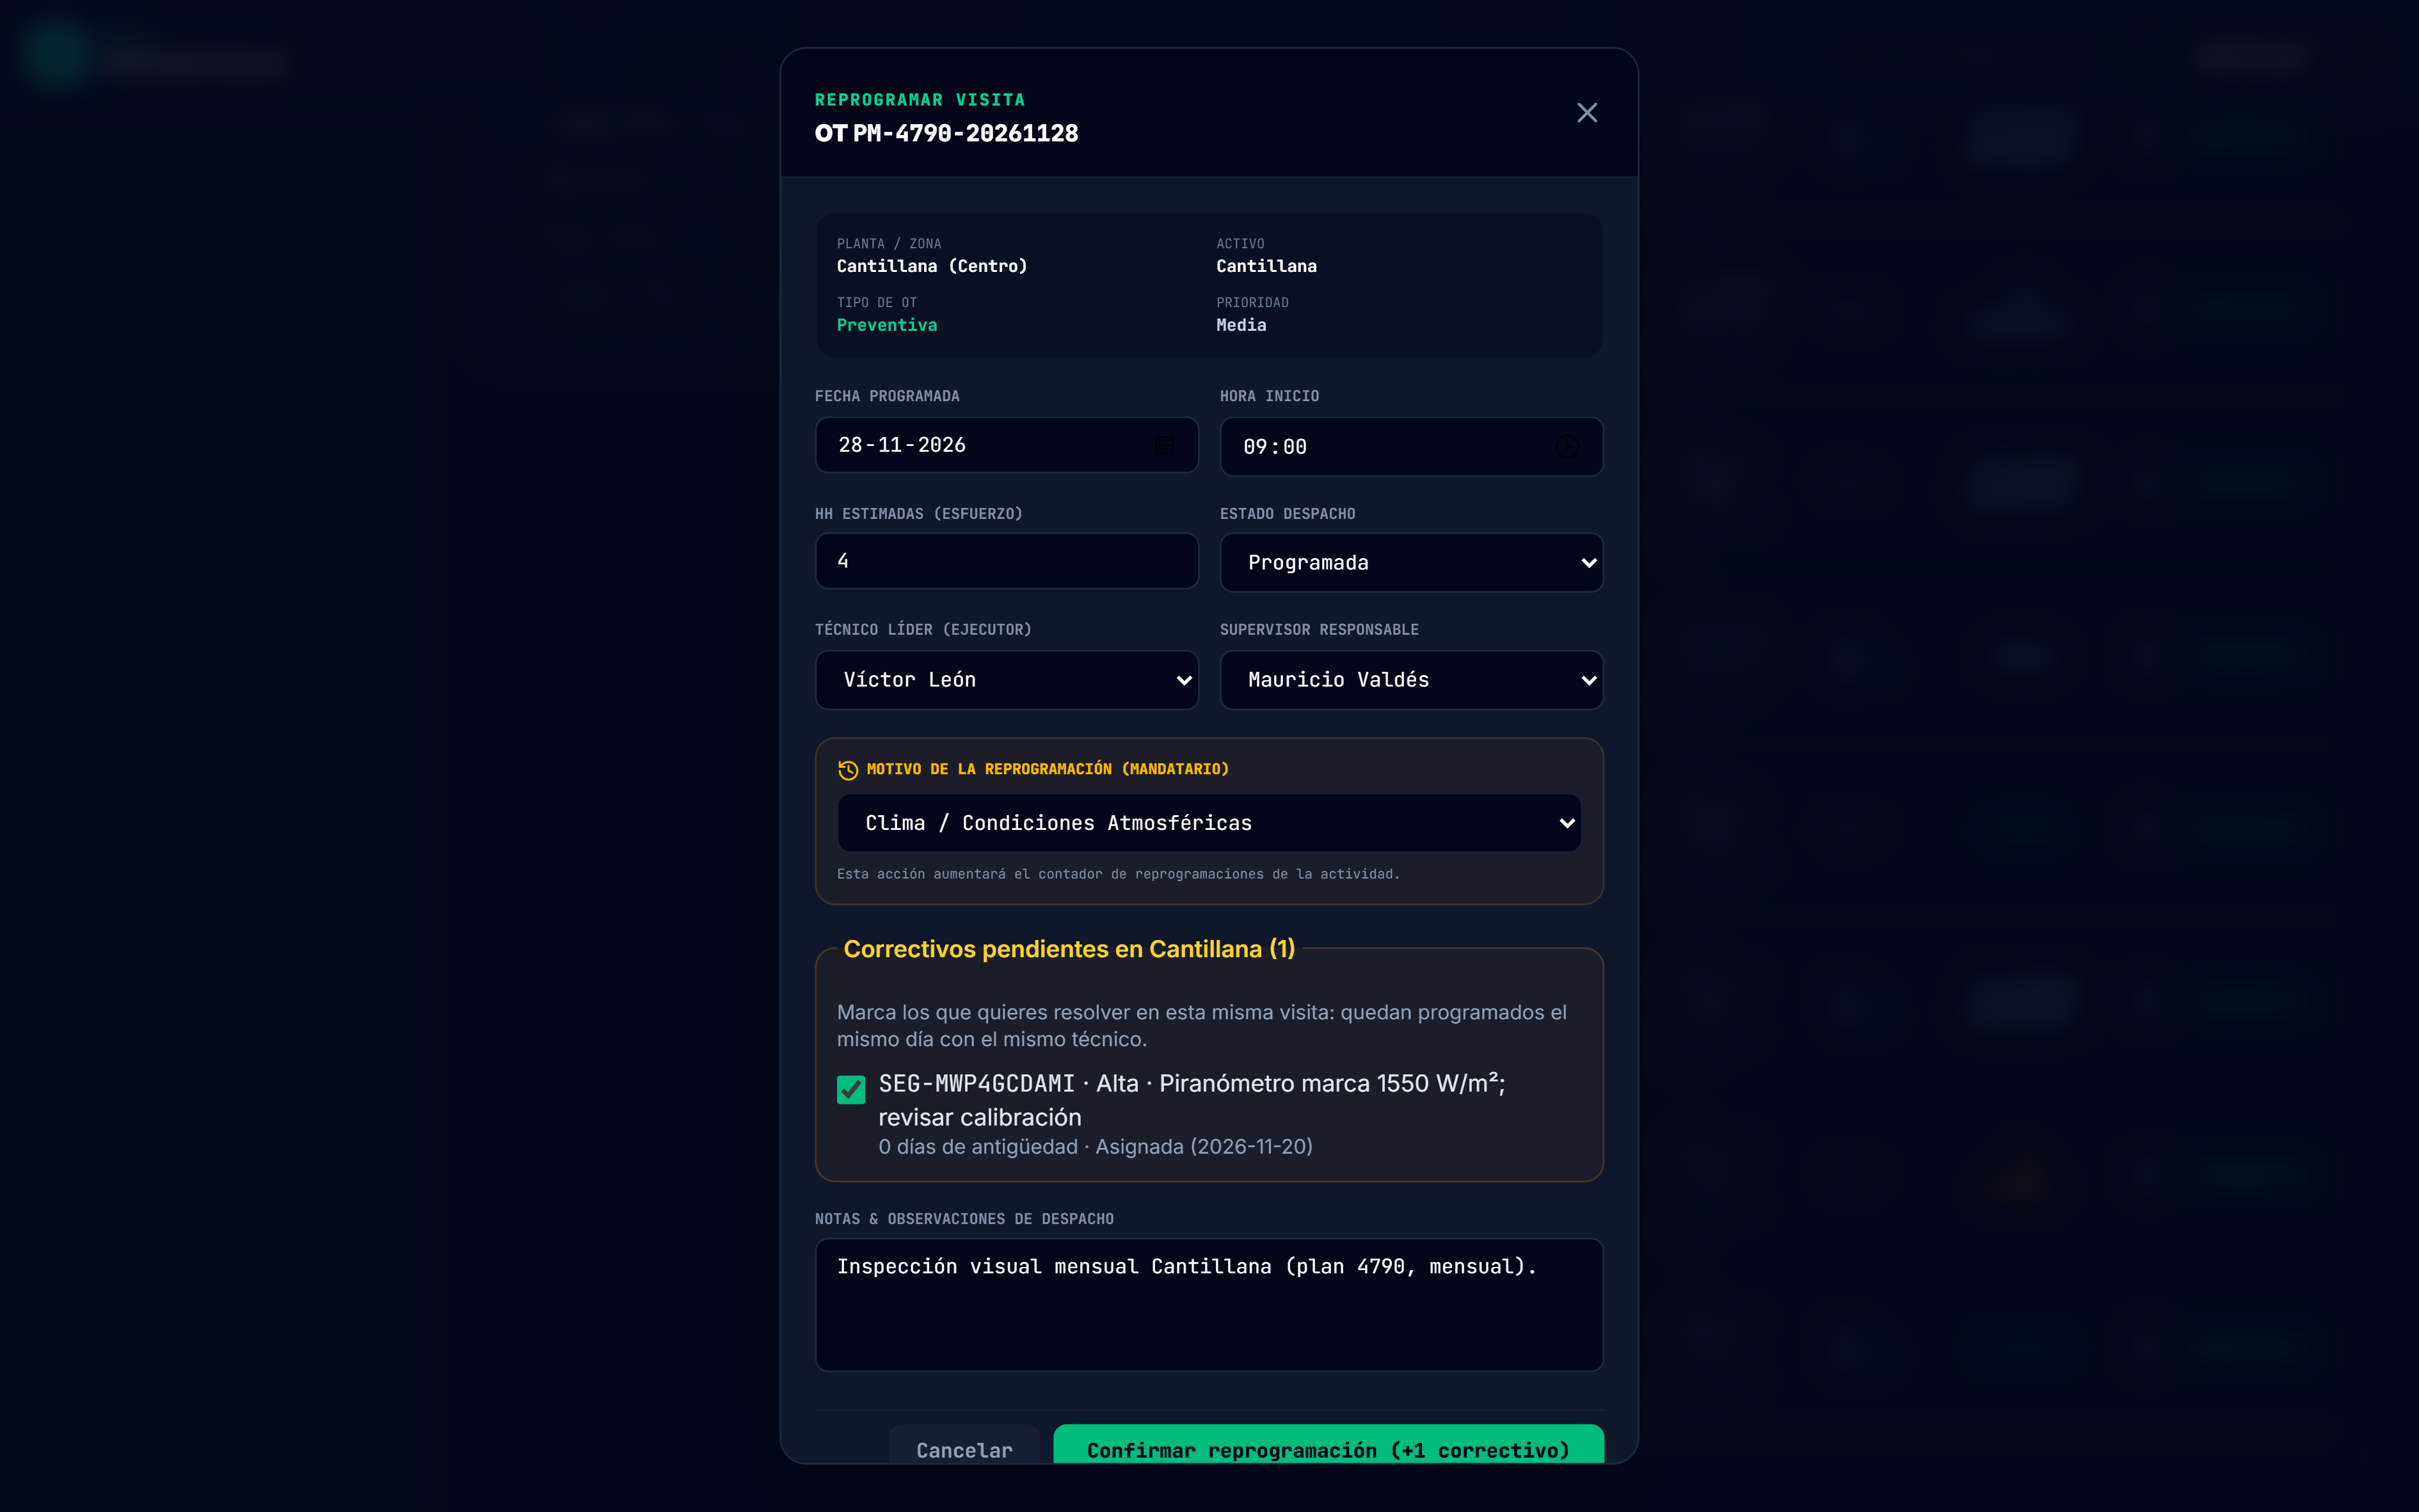 REPROGRAMAR VISITA
OT PM-4790-20261128
PLANTA / ZONA
Cantillana (Centro)
ACTIVO
Cantillana
TIPO DE OT
Preventiva
PRIORIDAD
Media
FECHA PROGRAMADA
28-11-2026
HORA INICIO
09:00
HH ESTIMADAS (ESFUERZO)
4
ESTADO DESPACHO
Programada
TÉCNICO LÍDER (EJECUTOR)
Víctor León
SUPERVISOR RESPONSABLE
Mauricio Valdés
MOTIVO DE LA REPROGRAMACIÓN (MANDATARIO)
Clima / Condiciones Atmosféricas
Esta acción aumentará el contador de reprogramaciones de la actividad.
Correctivos pendientes en Cantillana (1)
Marca los que quieres resolver en esta misma visita: quedan programados el
mismo día con el mismo técnico.
SEG-MWP4GCDAMI · Alta · Piranómetro marca 1550 W/m²;
revisar calibración
0 días de antigüedad · Asignada (2026-11-20)
NOTAS & OBSERVACIONES DE DESPACHO
Inspección visual mensual Cantillana (plan 4790, mensual).
Cancelar
Confirmar reprogramación (+1 correctivo)